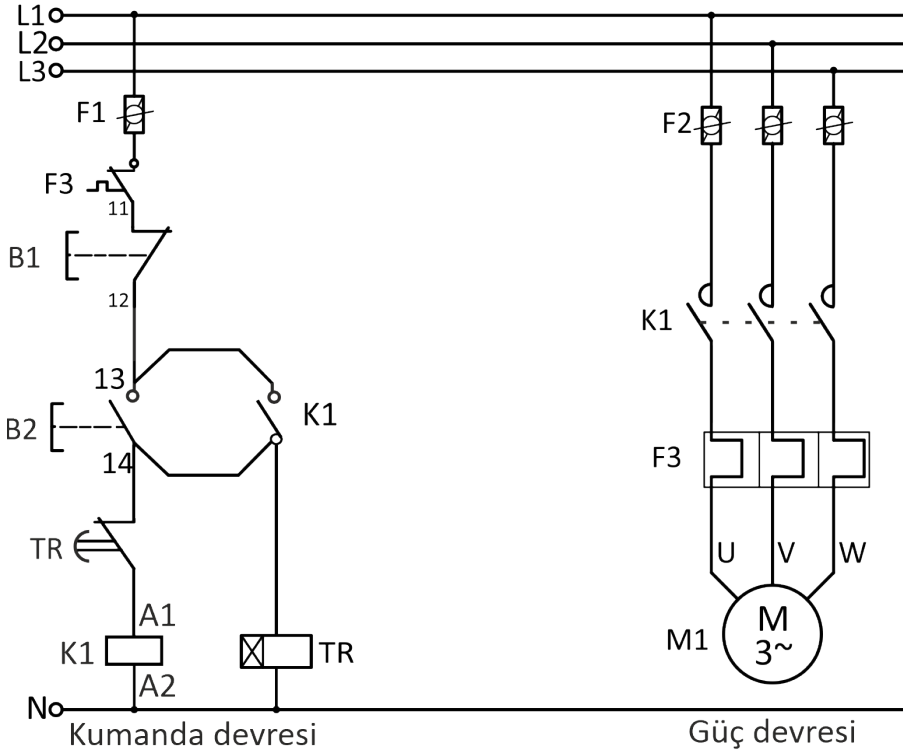 L1
L2
L3
F1
F2
F3
11
B1
12
K1
13
K1
B2
14
F3
TR
U V W
A1
K1
TR
M1
M
3~
A2
N
Kumanda devresi
Güç devresi